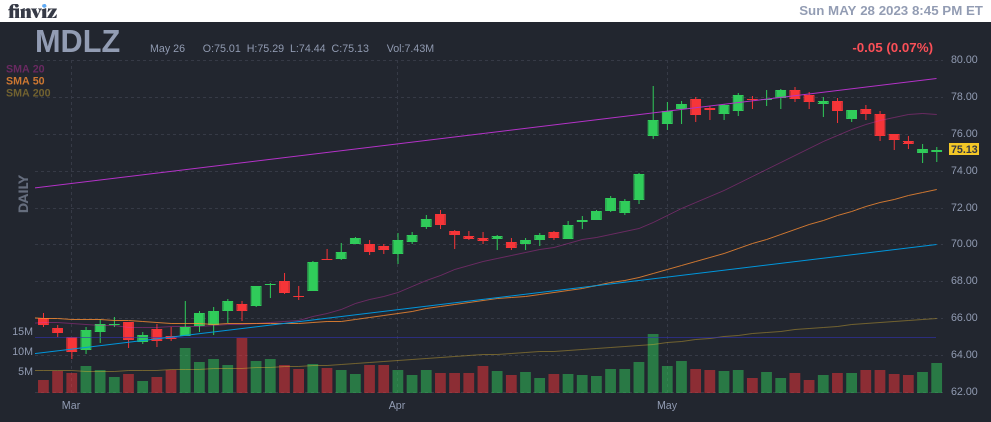 finviz
Sun MAY 28 2023 8:45 PM ET
MDLZ
May 26 O:75.01 H:75.29 L:74.44 C:75.13 Vol:7.43M
-0.05 (0.07%)
SMA 20
SMA 50
SMA 200
DAILY
80.00
78.00
76.00
75.13
74.00
72.00
70.00
68.00
66.00
64.00
62.00
15M
10M
5M
Mar Apr May